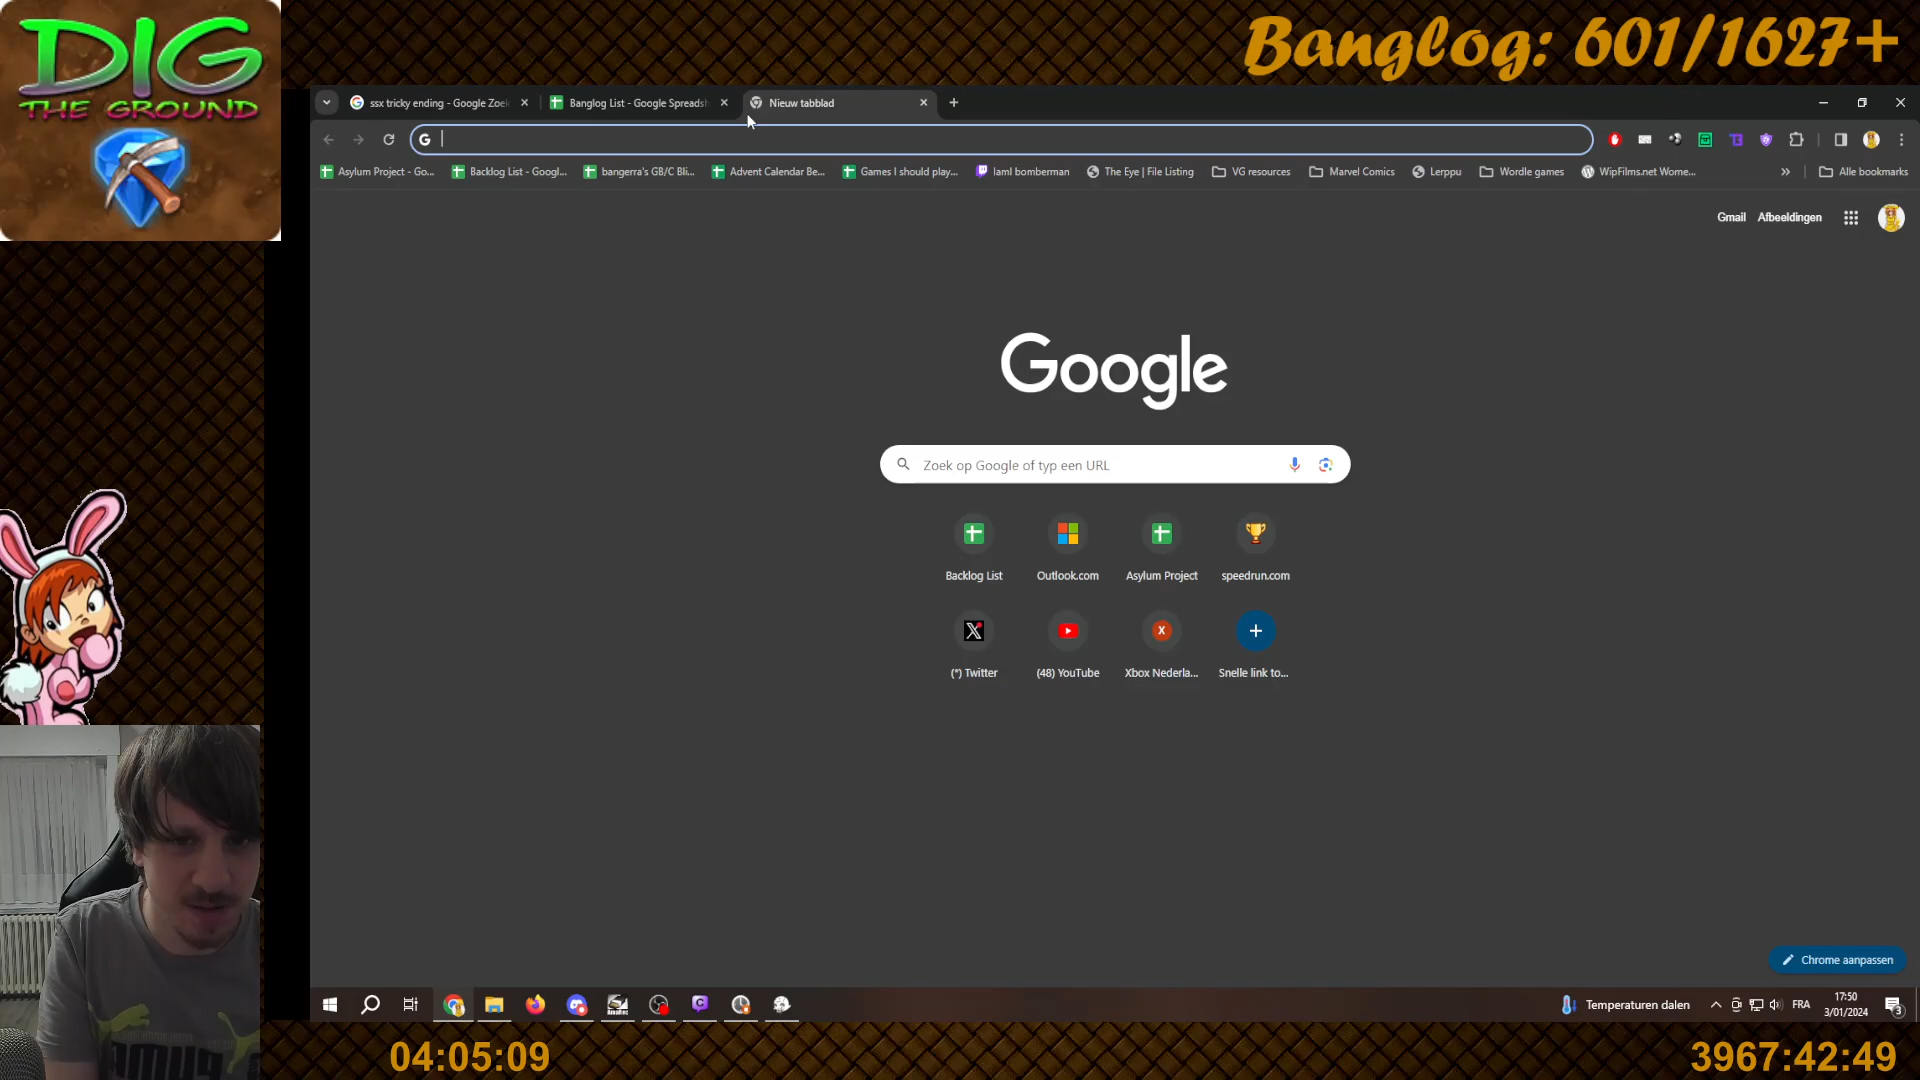 DIG
THE GROUND
Banglog: 601/1627+
ssx tricky ending - Google Zoek
Banglog List - Google Spreadsh
Nieuw tabblad
Asylum Project - Go...
Backlog List - Googl...
bangerra's GB/C Bli...
Advent Calendar Be...
Games I should play...
Iaml bomberman
The Eye | File Listing
VG resources
Marvel Comics
Lerppu
Wordle games
WipFilms.net Wome...
Alle bookmarks
Gmail
Afbeeldingen
Google
Zoek op Google of typ een URL
Backlog List
Outlook.com
Asylum Project
speedrun.com
X
(*) Twitter
(48) YouTube
Xbox Nederla...
Snelle link to...
Chrome aanpassen
Temperaturen dalen
FRA
17:50
3/01/2024
3
04:05:09
3967:42:49